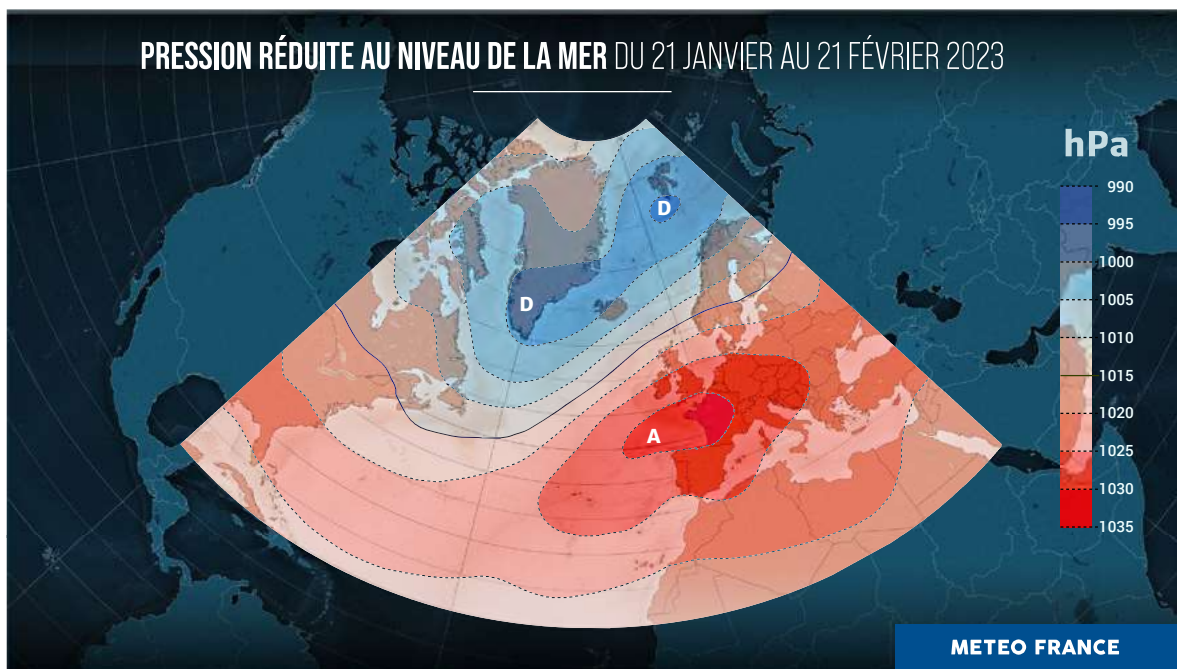 PRESSION RÉDUITE AU NIVEAU DE LA MER DU 21 JANVIER AU 21 FÉVRIER 2023
hPa
990
995
1000
1005
1010
1015
1020
1025
1030
1035
D
D
A
METEO FRANCE